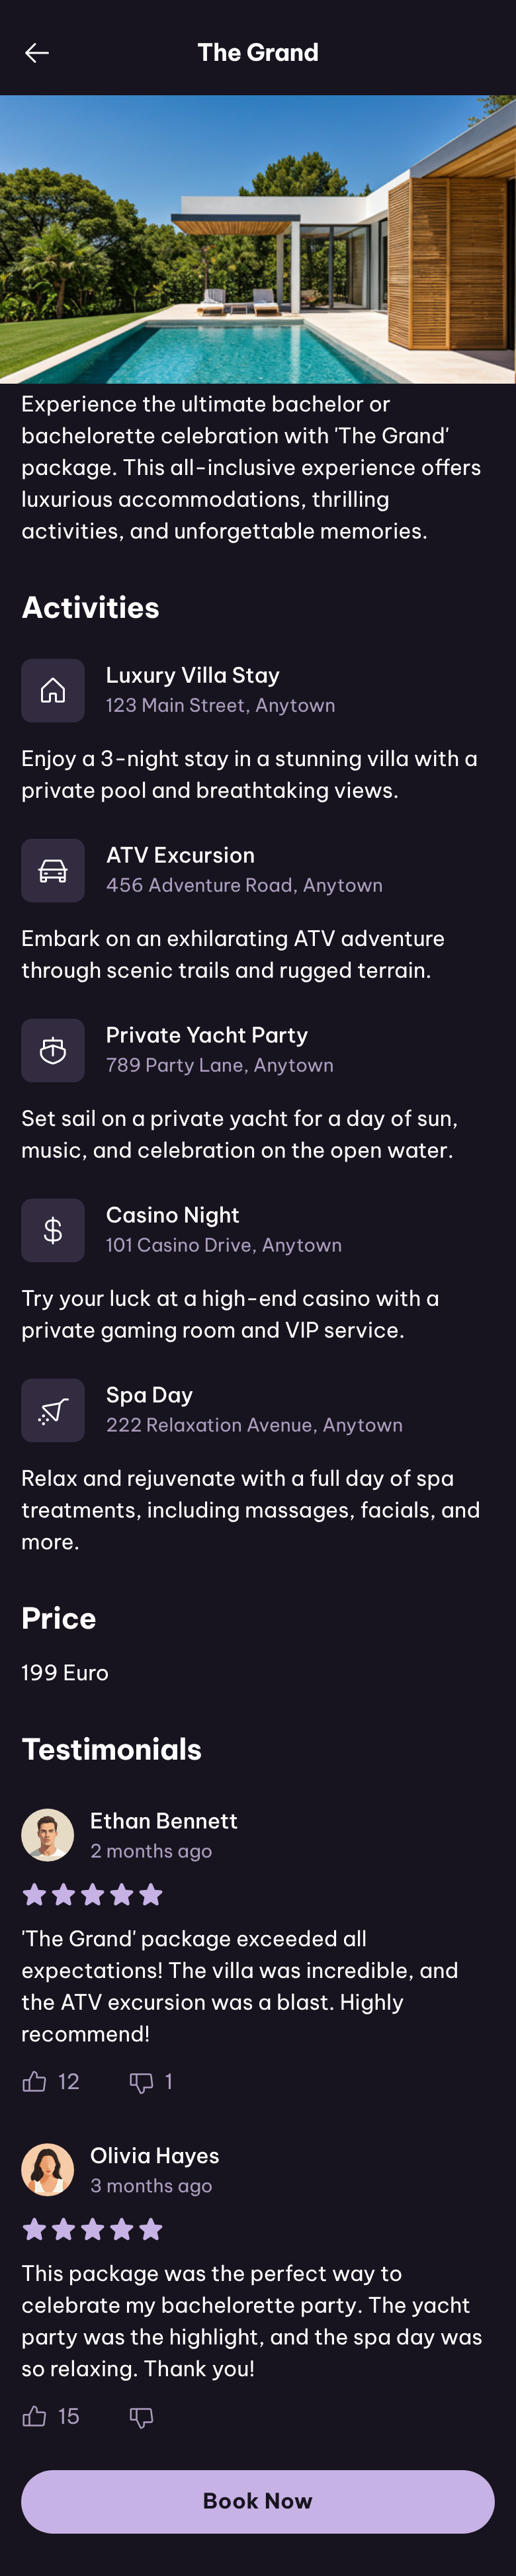 The Grand
Experience the ultimate bachelor or
bachelorette celebration with 'The Grand'
package. This all-inclusive experience offers
luxurious accommodations, thrilling
activities, and unforgettable memories.
Activities
Luxury Villa Stay
123 Main Street, Anytown
Enjoy a 3-night stay in a stunning villa with a
private pool and breathtaking views.
ATV Excursion
456 Adventure Road, Anytown
Embark on an exhilarating ATV adventure
through scenic trails and rugged terrain.
Private Yacht Party
789 Party Lane, Anytown
Set sail on a private yacht for a day of sun,
music, and celebration on the open water.
Casino Night
101 Casino Drive, Anytown
Try your luck at a high-end casino with a
private gaming room and VIP service.
Spa Day
222 Relaxation Avenue, Anytown
Relax and rejuvenate with a full day of spa
treatments, including massages, facials, and
more.
Price
199 Euro
Testimonials
Ethan Bennett
2 months ago
'The Grand' package exceeded all
expectations! The villa was incredible, and
the ATV excursion was a blast. Highly
recommend!
12 1
Olivia Hayes
3 months ago
This package was the perfect way to
celebrate my bachelorette party. The yacht
party was the highlight, and the spa day was
so relaxing. Thank you!
15
Book Now